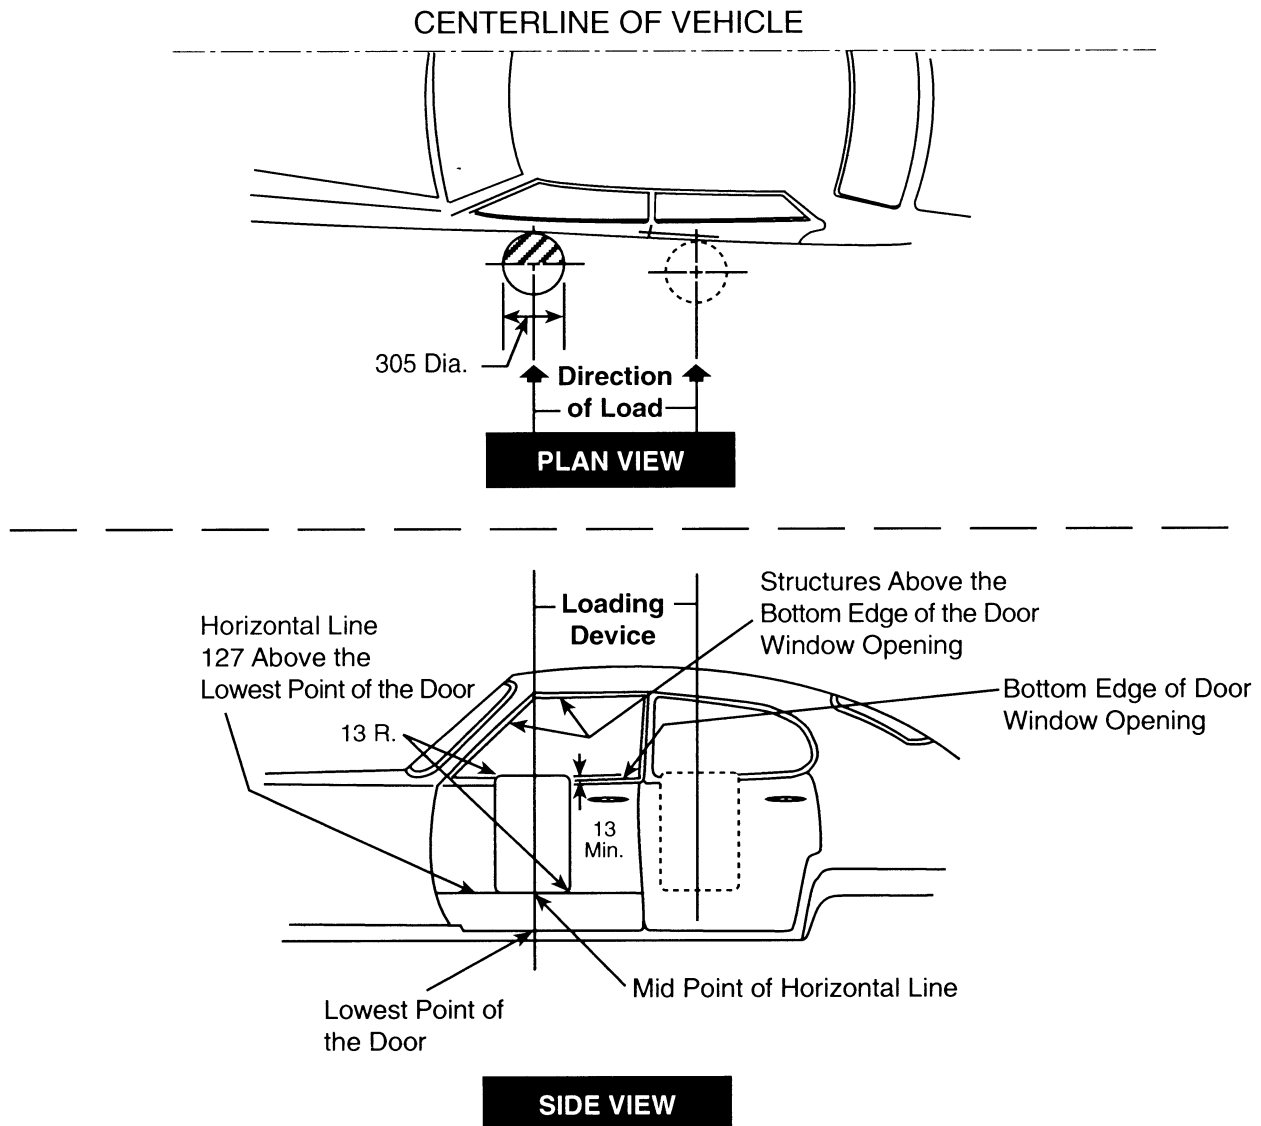 CENTERLINE OF VEHICLE
305 Dia.
Direction
of Load
PLAN VIEW
Structures Above the
Bottom Edge of the Door
Window Opening
Loading
Device
Horizontal Line
127 Above the
Lowest Point of the Door
Bottom Edge of Door
Window Opening
13 R.
13
Min.
Mid Point of Horizontal Line
Lowest Point of
the Door
SIDE VIEW